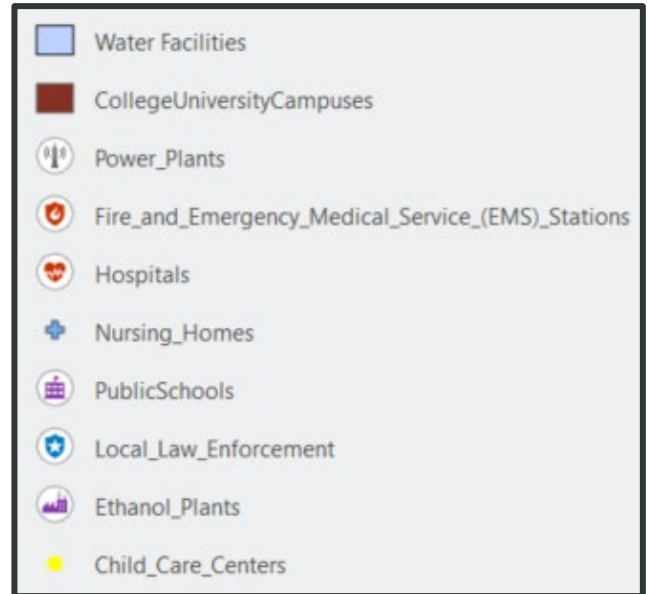 Water Facilities
CollegeUniversityCampuses
Power_Plants
Fire_and_Emergency_Medical_Service_(EMS)_Stations
Hospitals
Nursing_Homes
PublicSchools
Local_Law_Enforcement
Ethanol_Plants
Child_Care_Centers